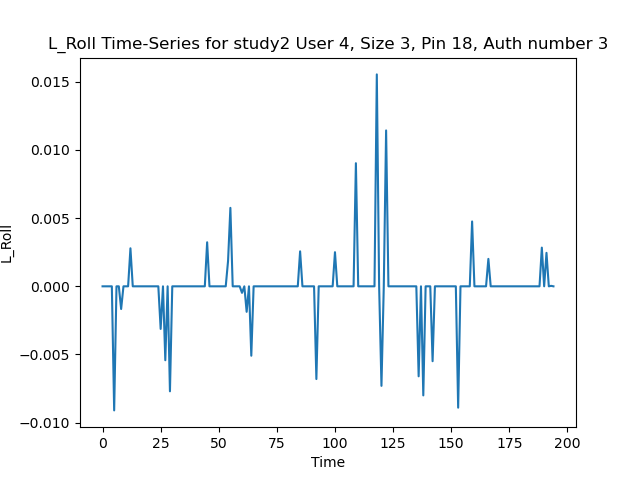 L_Roll Time-Series for study2 User 4, Size 3, Pin 18, Auth number 3
0.015
0.010
0.005
0.000
−0.005
−0.010
L_Roll
0 25 50 75 100 125 150 175 200
Time